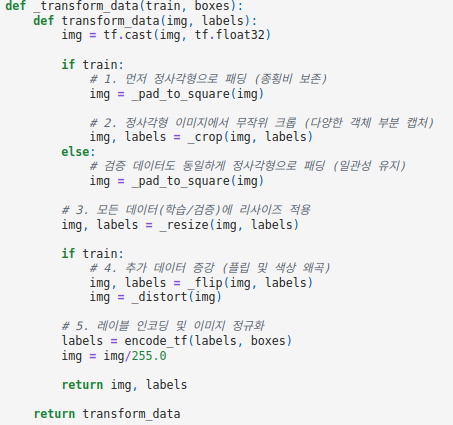 def _transform_data(train, boxes):
    def transform_data(img, labels):
        img = tf.cast(img, tf.float32)

        if train:
            # 1. 먼저 정사각형으로 패딩 (종횡비 보존)
            img = _pad_to_square(img)

            # 2. 정사각형 이미지에서 무작위 크롭 (다양한 객체 부분 캡처)
            img, labels = _crop(img, labels)
        else:
            # 검증 데이터도 동일하게 정사각형으로 패딩 (일관성 유지)
            img = _pad_to_square(img)

        # 3. 모든 데이터(학습/검증)에 리사이즈 적용
        img, labels = _resize(img, labels)

        if train:
            # 4. 추가 데이터 증강 (플립 및 색상 왜곡)
            img, labels = _flip(img, labels)
            img = _distort(img)

        # 5. 레이블 인코딩 및 이미지 정규화
        labels = encode_tf(labels, boxes)
        img = img/255.0

        return img, labels

    return transform_data